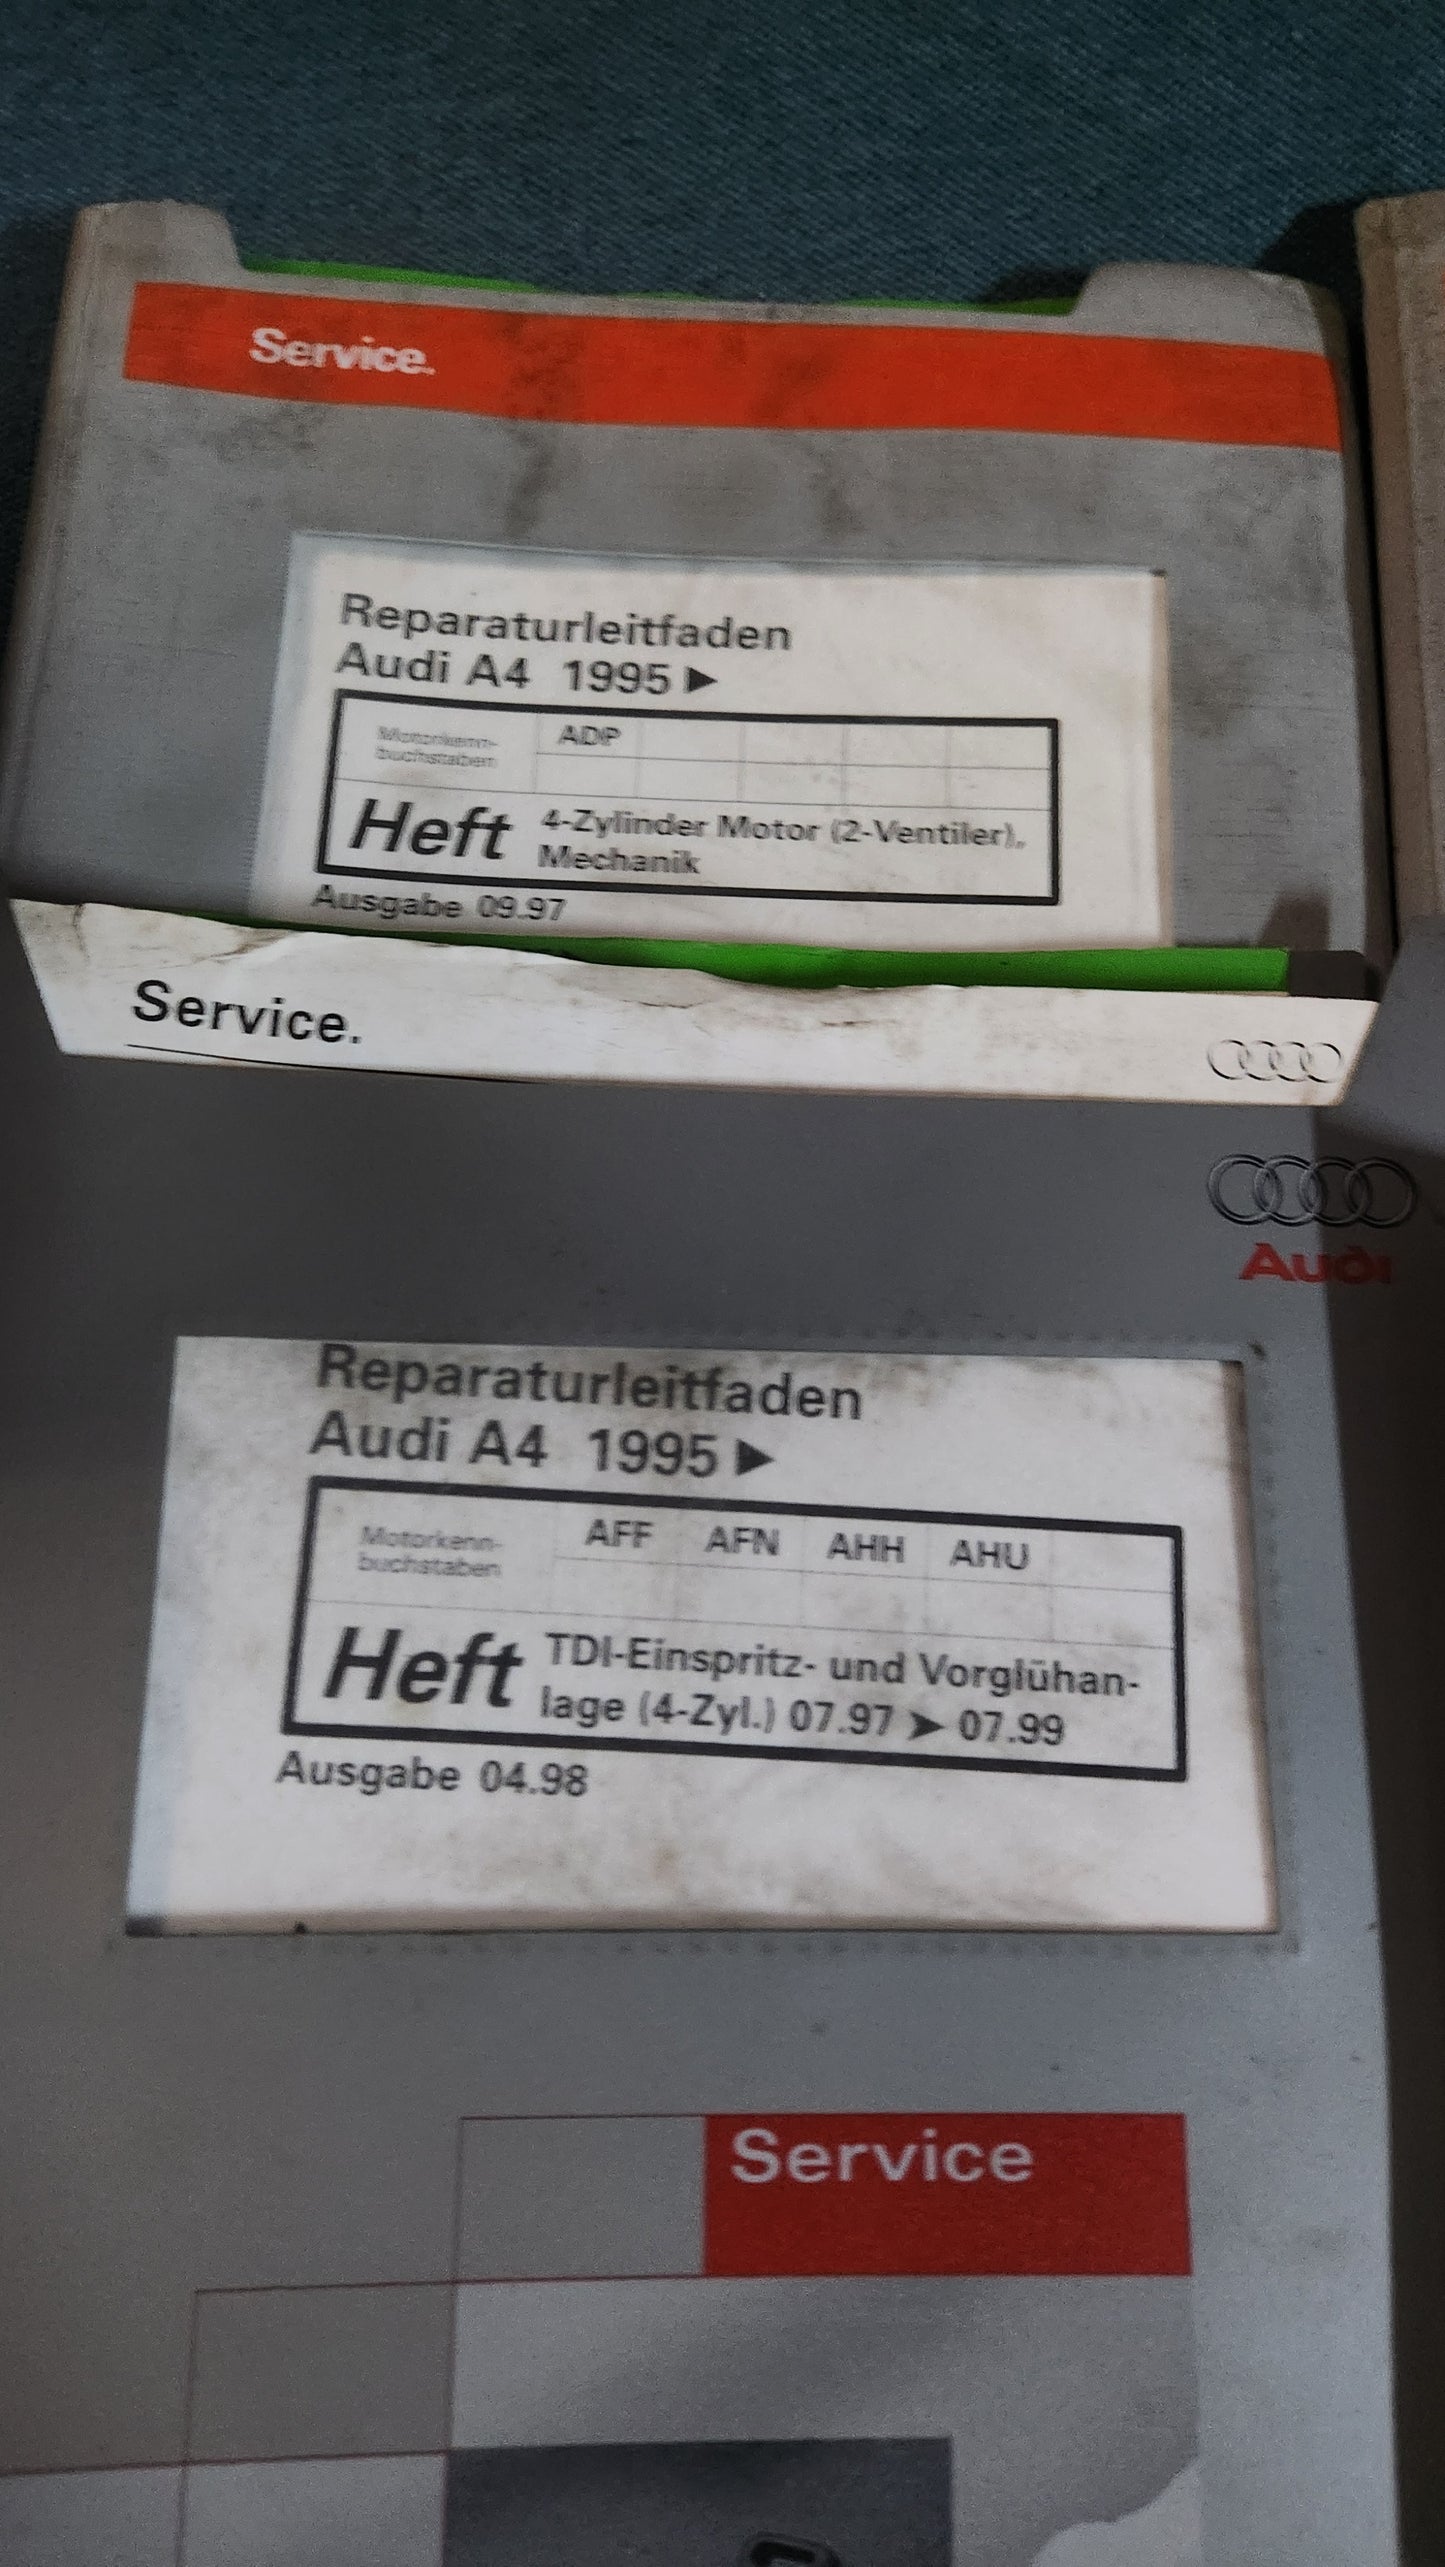 Service.
Reparaturleitfaden
Audi A4 1995 ►
Motorkenn-
buchstaben
ADP
Heft
4-Zylinder Motor (2-Ventiler),
Mechanik
Ausgabe 09.97
Service.
Audi
Reparaturleitfaden
Audi A4 1995 ►
Motorkenn-
buchstaben
AFF AFN AHH AHU
Heft
TDI-Einspritz- und Vorglühan-
lage (4-Zyl.) 07.97 ➤ 07.99
Ausgabe 04.98
Service